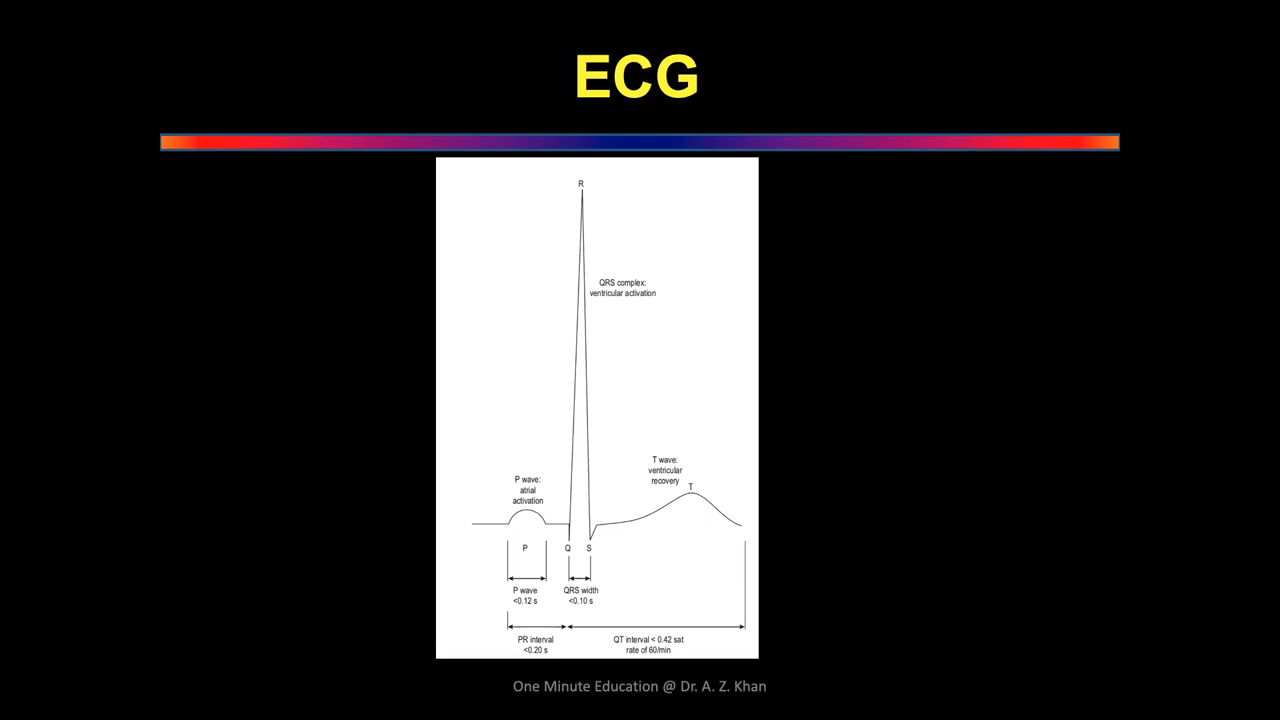 ECG
R
QRS complex:
ventricular activation
T wave:
ventricular
recovery
T
P wave:
atrial
activation
P
Q
S
P wave
<0.12 s
QRS width
<0.10 s
PR interval
<0.20 s
QT interval < 0.42 sat
rate of 60/min
One Minute Education @ Dr. A. Z. Khan